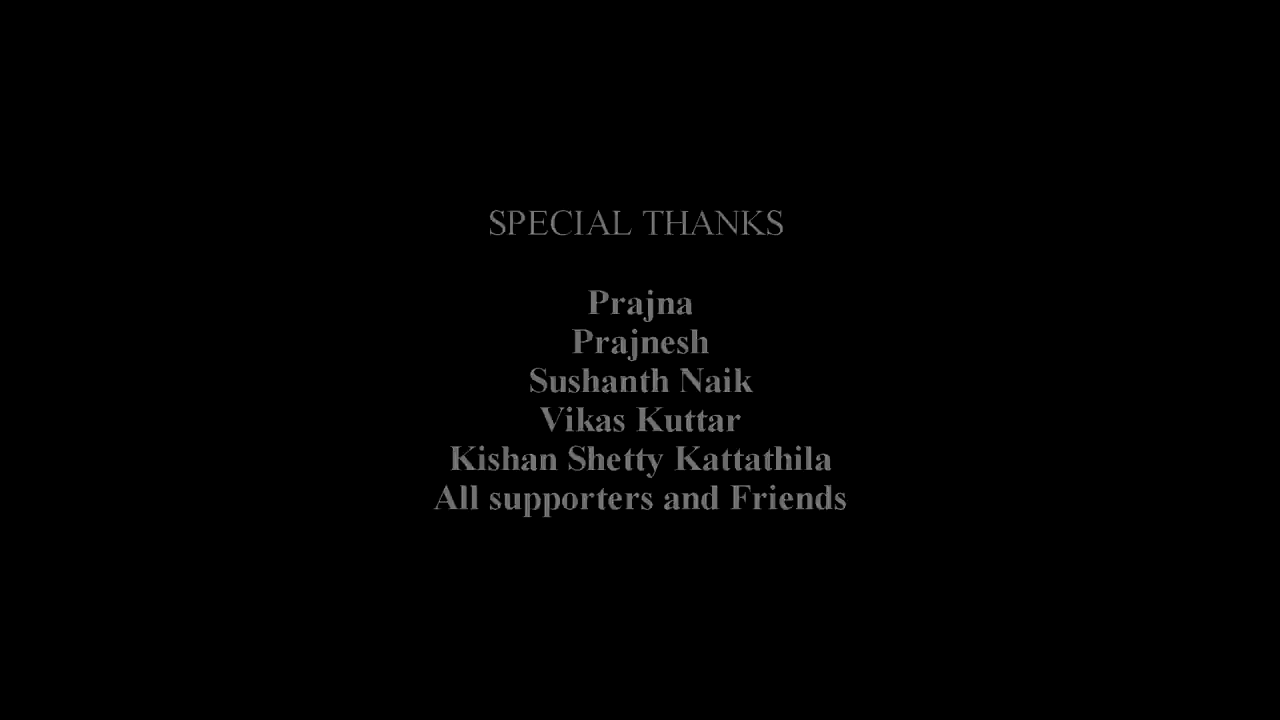 SPECIAL THANKS
Prajna
Prajnesh
Sushanth Naik
Vikas Kuttar
Kishan Shetty Kattathila
All supporters and Friends